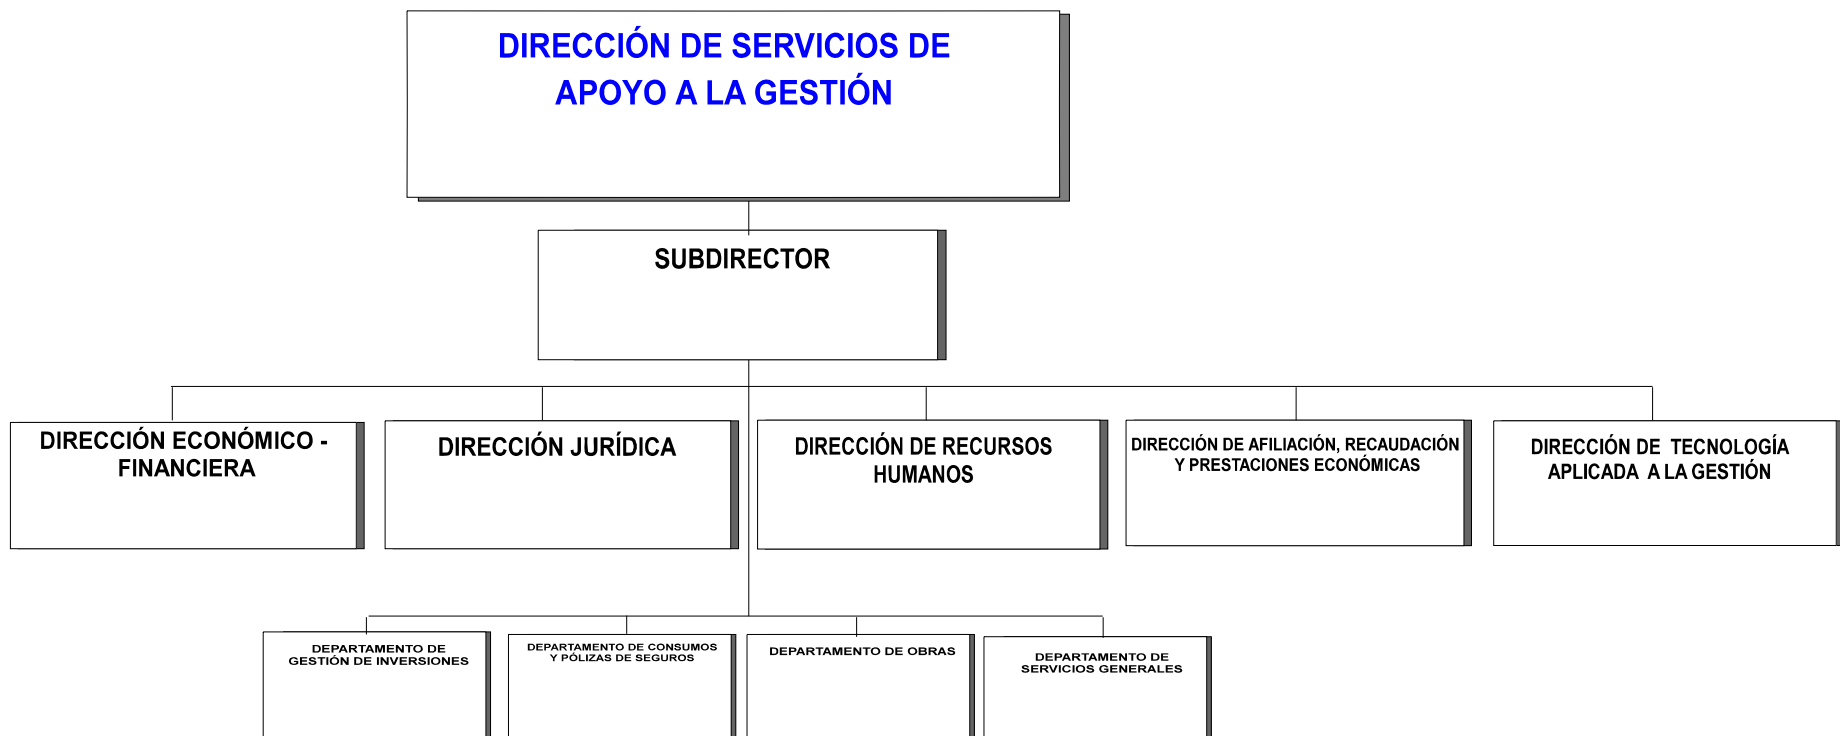 DIRECCIÓN DE SERVICIOS DE
APOYO A LA GESTIÓN
SUBDIRECTOR
DIRECCIÓN ECONÓMICO -
FINANCIERA
DIRECCIÓN JURÍDICA
DIRECCIÓN DE RECURSOS
HUMANOS
DIRECCIÓN DE AFILIACIÓN, RECAUDACIÓN
Y PRESTACIONES ECONÓMICAS
DIRECCIÓN DE TECNOLOGÍA
APLICADA A LA GESTIÓN
DEPARTAMENTO DE
GESTIÓN DE INVERSIONES
DEPARTAMENTO DE CONSUMOS
Y PÓLIZAS DE SEGUROS
DEPARTAMENTO DE OBRAS
DEPARTAMENTO DE
SERVICIOS GENERALES